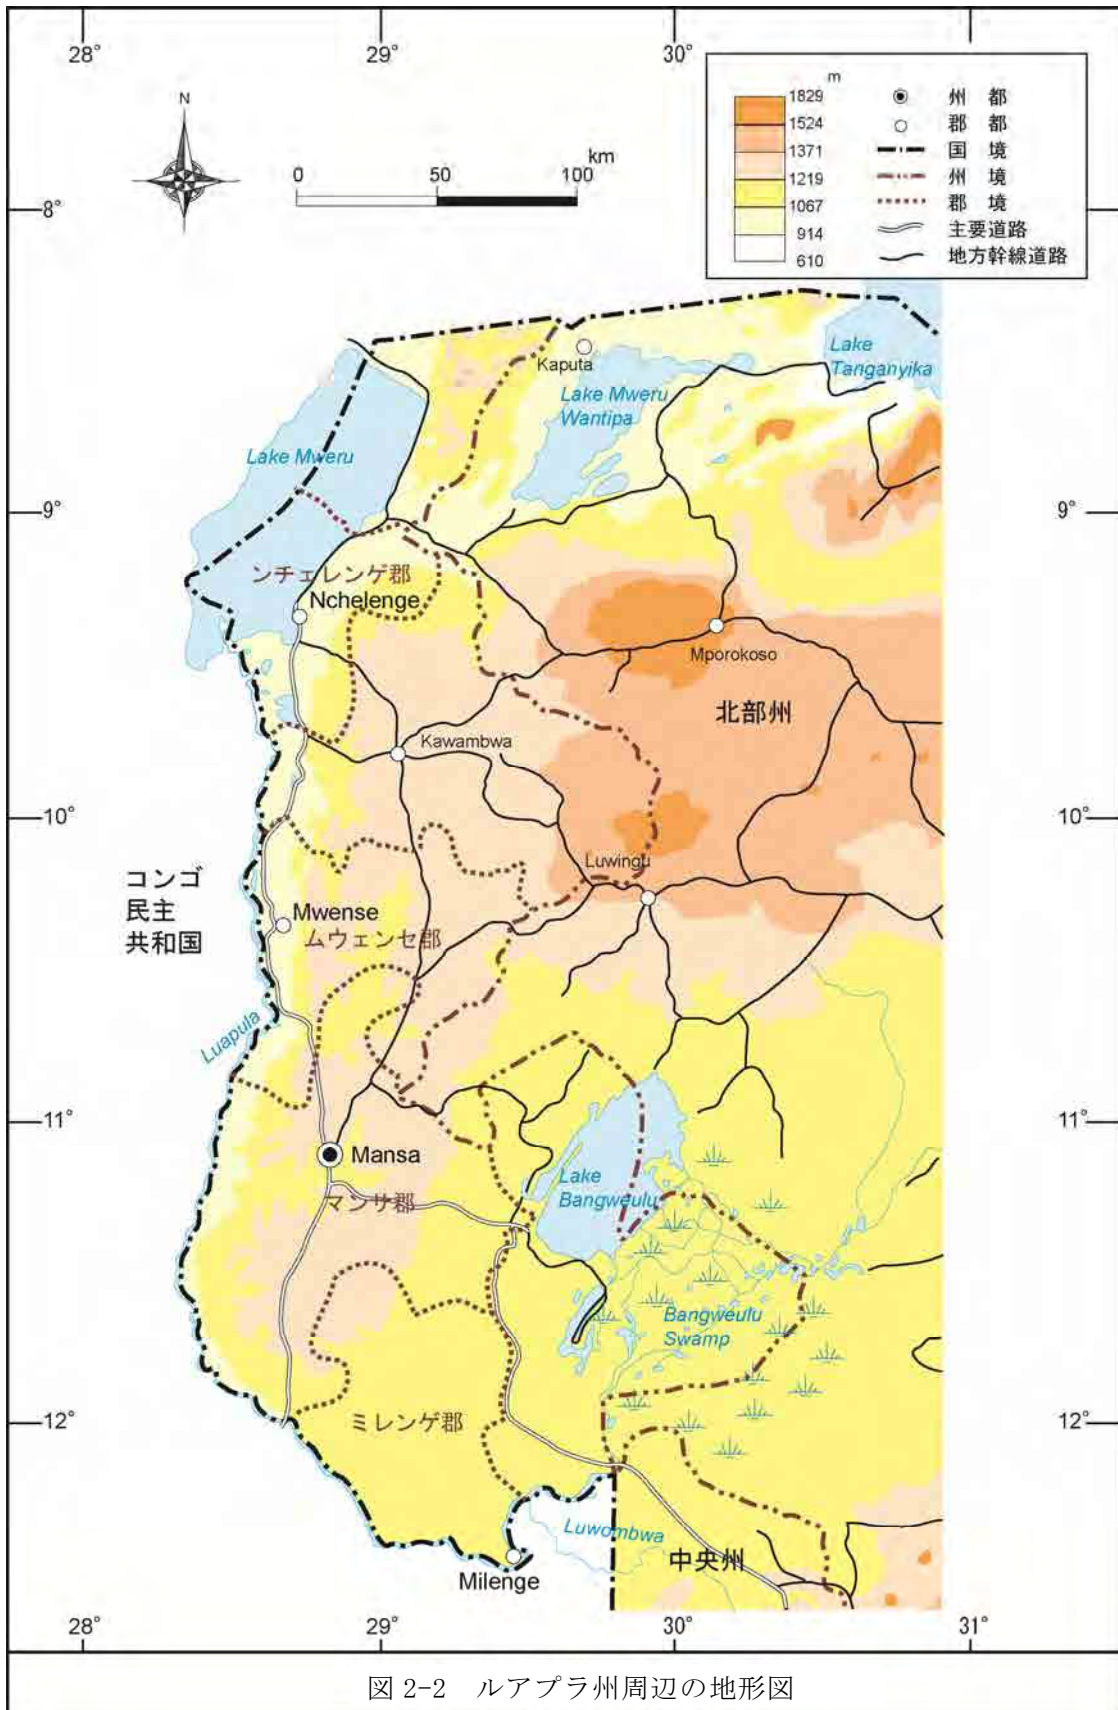 28°
29°
30°
m
1829
1524
1371
1219
1067
914
610
州 都
郡 都
国 境
州 境
郡 境
主要道路
地方幹線道路
N
km
0 50 100
8°
Kaputa
Lake
Tanganyika
Lake Mweru
Wantipa
Lake Mweru
9°
9°
ンチェレンゲ郡
Nchelenge
Mporokoso
北部州
Kawambwa
10°
10°
Luwingu
コンゴ
民主
共和国
Mwense
ムウェンセ郡
Luapula
11°
11°
Mansa
マンサ郡
Lake
Bangweulu
Bangweulu
Swamp
12°
12°
ミレンゲ郡
Luwombwa
中央州
Milenge
28°
29°
30°
31°
図 2-2 ルアプラ州周辺の地形図